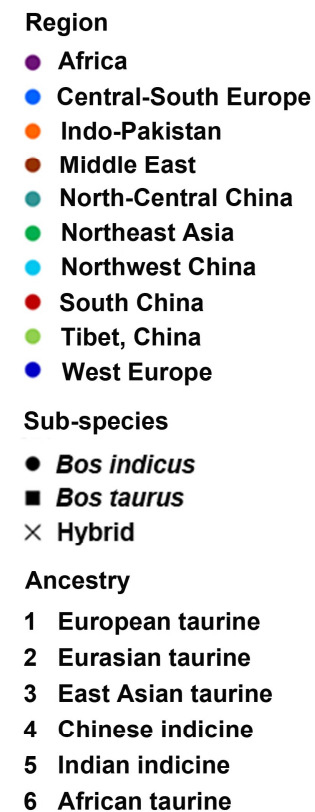 Region
Africa
Central-South Europe
Indo-Pakistan
Middle East
North-Central China
Northeast Asia
Northwest China
South China
Tibet, China
West Europe
Sub-species
Bos indicus
Bos taurus
Hybrid
Ancestry
1 European taurine
2 Eurasian taurine
3 East Asian taurine
4 Chinese indicine
5 Indian indicine
6 African taurine